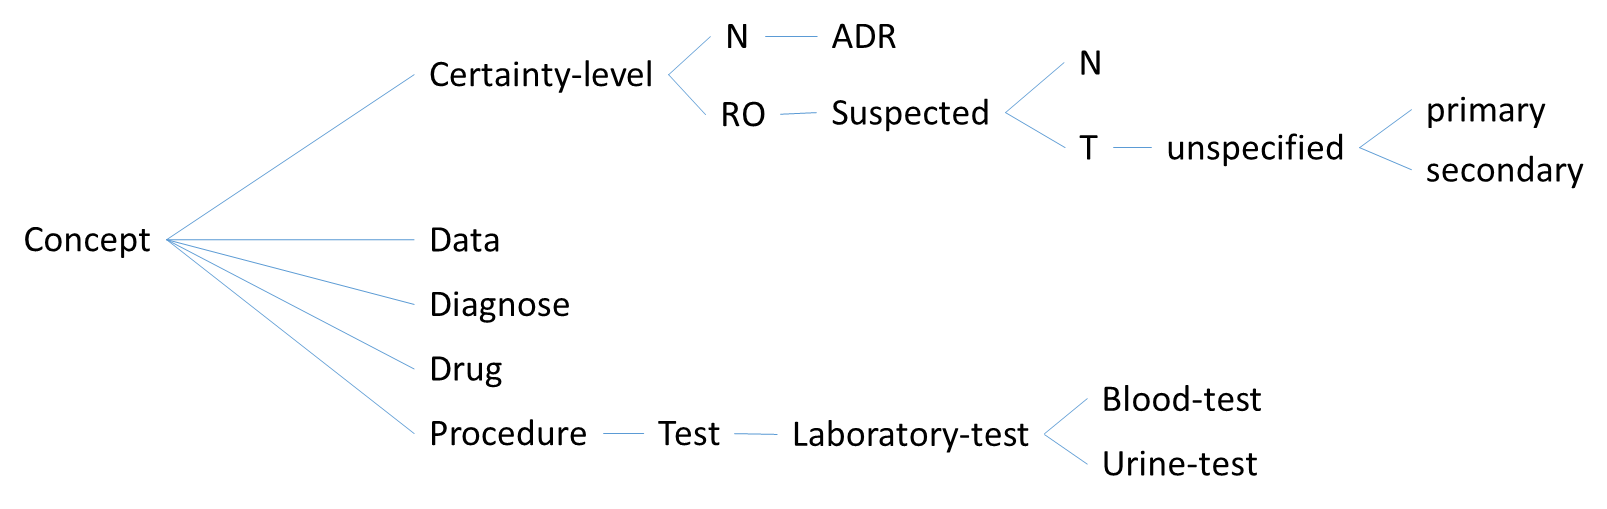 Concept
Certainty-level
N
ADR
RO
Suspected
N
T
unspecified
primary
secondary
Data
Diagnose
Drug
Procedure
Test
Laboratory-test
Blood-test
Urine-test